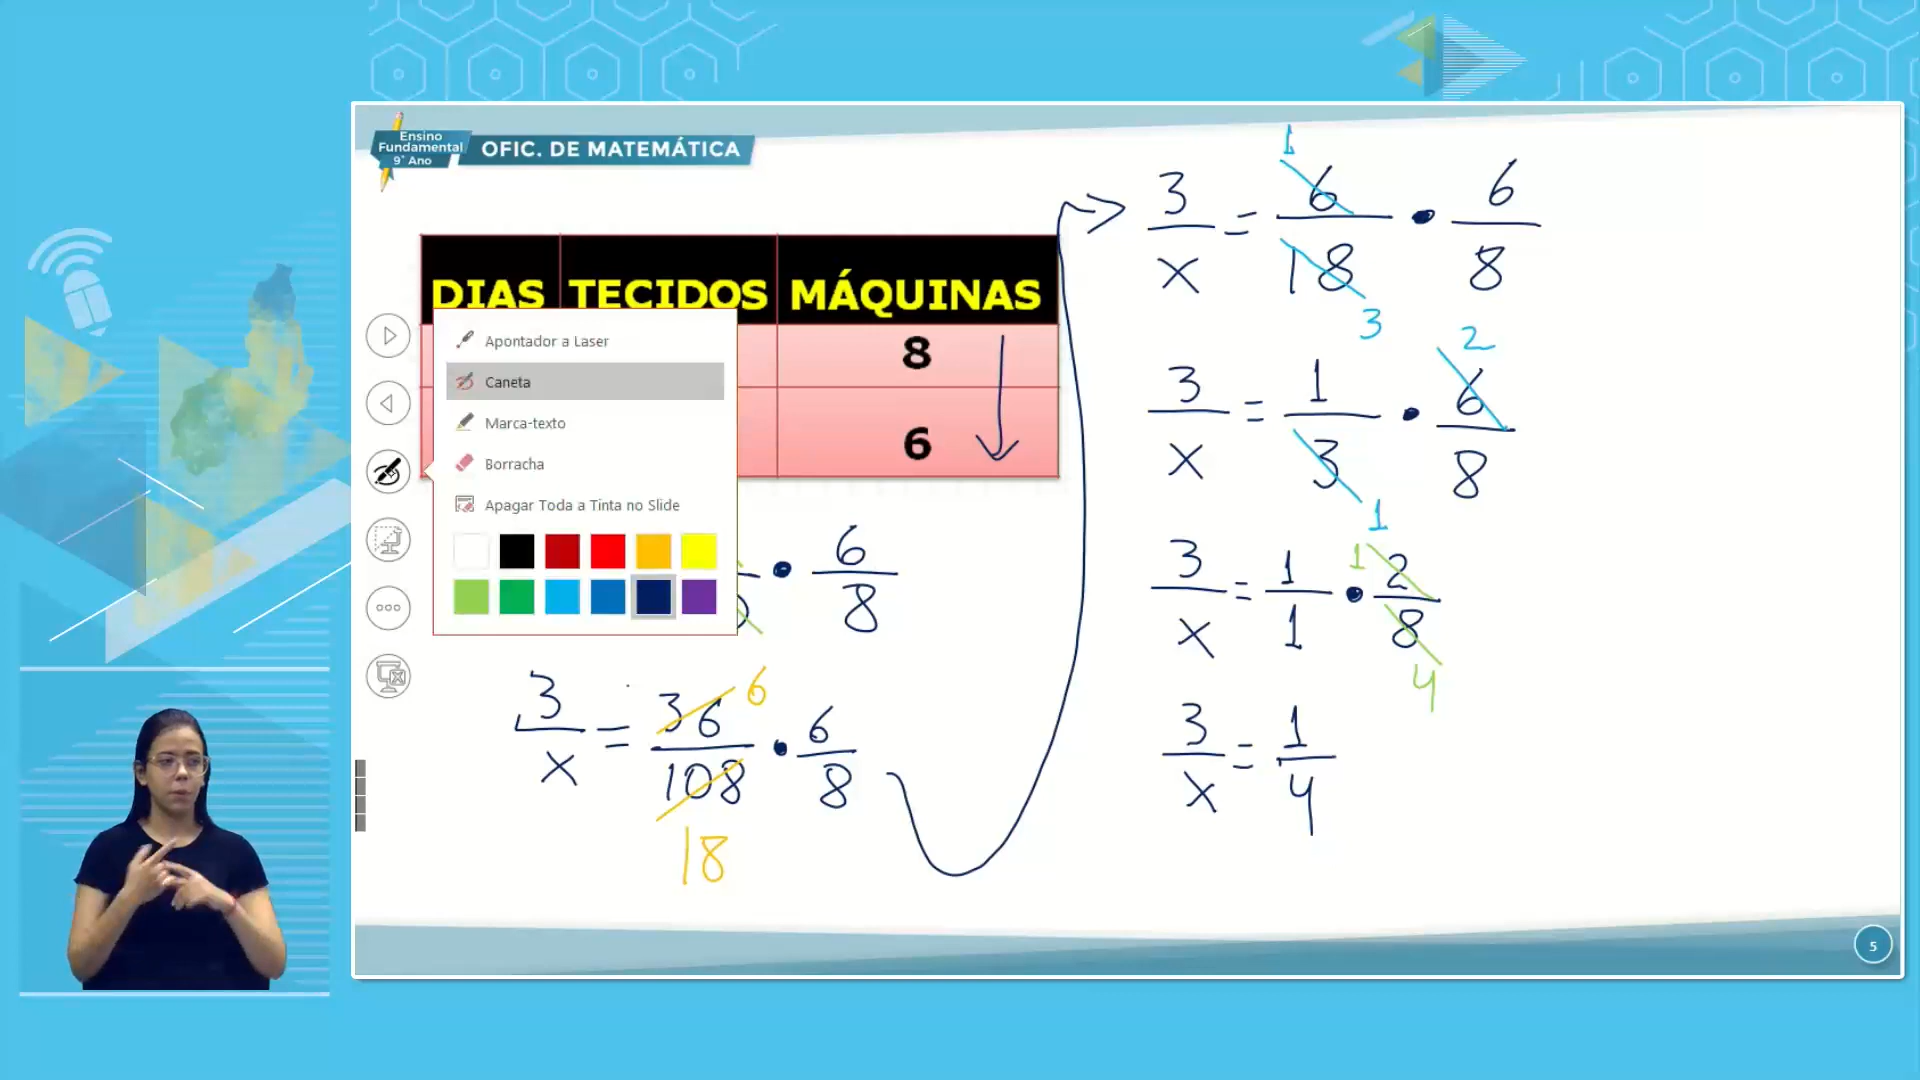 Ensino
Fundamental
9° Ano
OFIC. DE MATEMÁTICA
DIAS TECIDOS MÁQUINAS
8
6
Apontador a Laser
Caneta
Marca-texto
Borracha
Apagar Toda a Tinta no Slide
• 6/8
3/x = 36/108 • 6/8
6
18
3/x = 6/18 • 6/8
1
3
3/x = 1/3 • 6/8
2
1
3/x = 1/1 • 2/8
1
4
3/x = 1/4
5